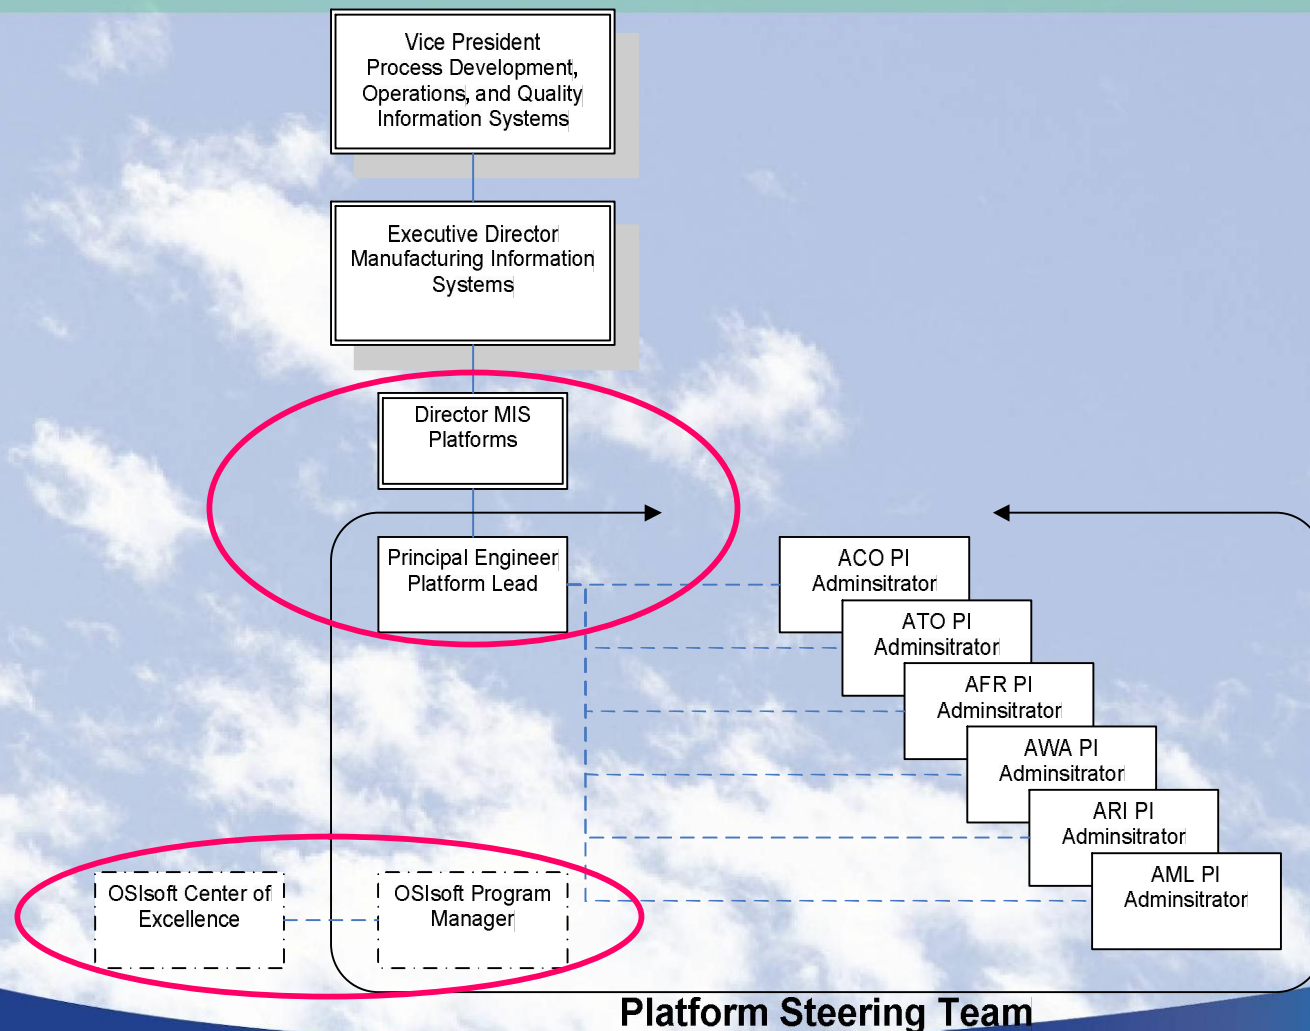 Vice President
Process Development,
Operations, and Quality
Information Systems
Executive Director
Manufacturing Information
Systems
Director MIS
Platforms
Principal Engineer
Platform Lead
ACO PI
Adminsitrator
ATO PI
Adminsitrator
AFR PI
Adminsitrator
AWA PI
Adminsitrator
ARI PI
Adminsitrator
AML PI
Adminsitrator
OSIsoft Center of
Excellence
OSIsoft Program
Manager
Platform Steering Team